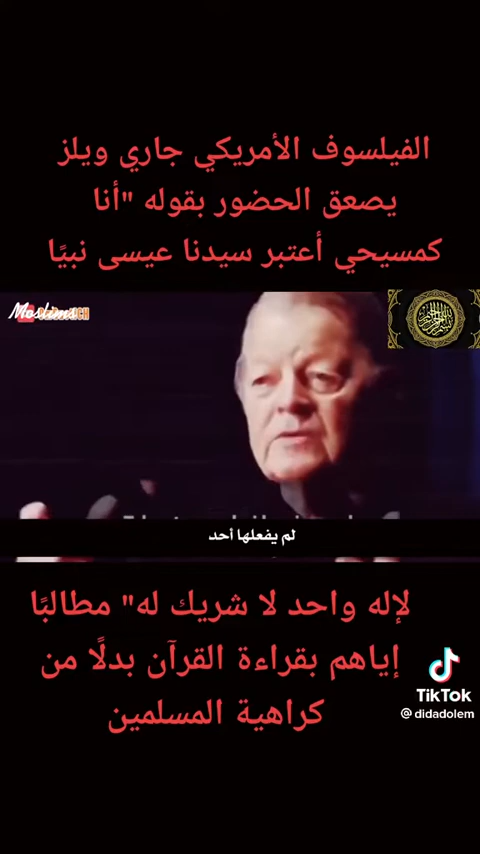 الفيلسوف الأمريكي جاري ويلز
يصعق الحضور بقوله "أنا
كمسيحي أعتبر سيدنا عيسى نبيًا
Moslims
لم يفعلها أحد
لإله واحد لا شريك له" مطالبًا
إياهم بقراءة القرآن بدلًا من
كراهية المسلمين
TikTok
@didadolem